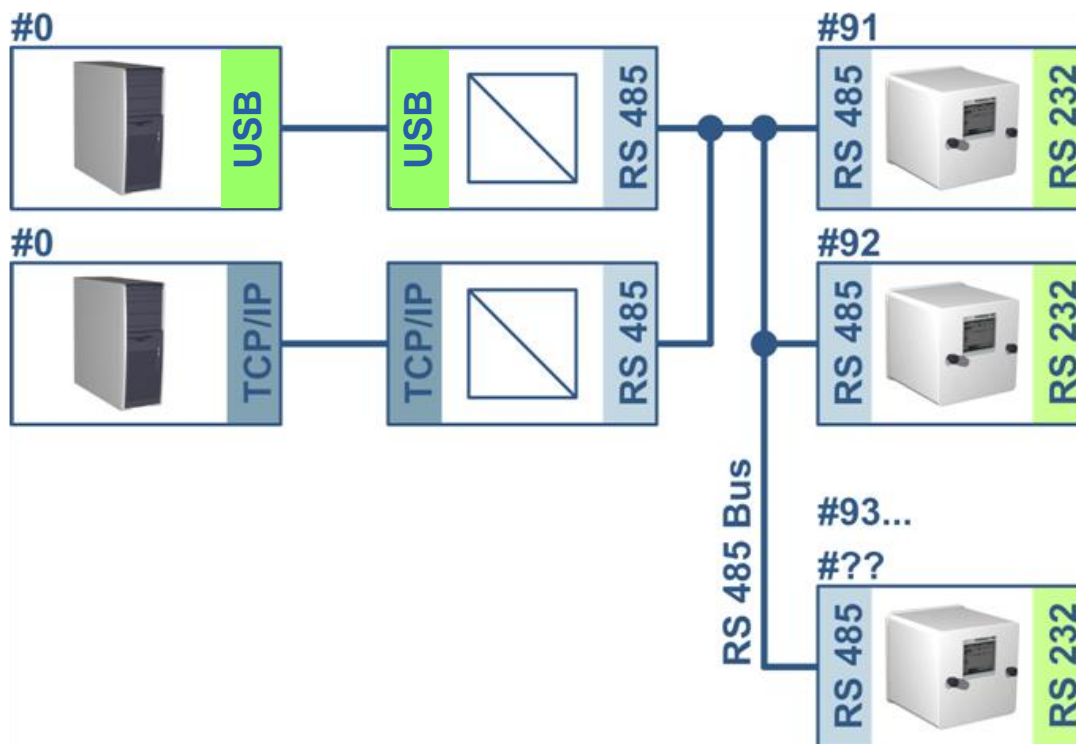 #0
USB
USB
RS 485
#91
RS 485
RS 232
#0
TCP/IP
TCP/IP
RS 485
#92
RS 485
RS 232
RS 485 Bus
#93...
#??
RS 485
RS 232